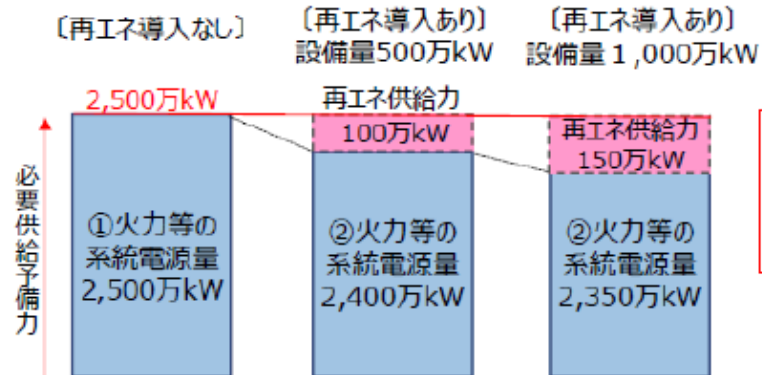 〔再エネ導入なし〕
〔再エネ導入あり〕
設備量500万kW
〔再エネ導入あり〕
設備量１,000万kW
2,500万kW
再エネ供給力
100万kW
再エネ供給力
150万kW
必要供給予備力
①火力等の
系統電源量
2,500万kW
②火力等の
系統電源量
2,400万kW
②火力等の
系統電源量
2,350万kW